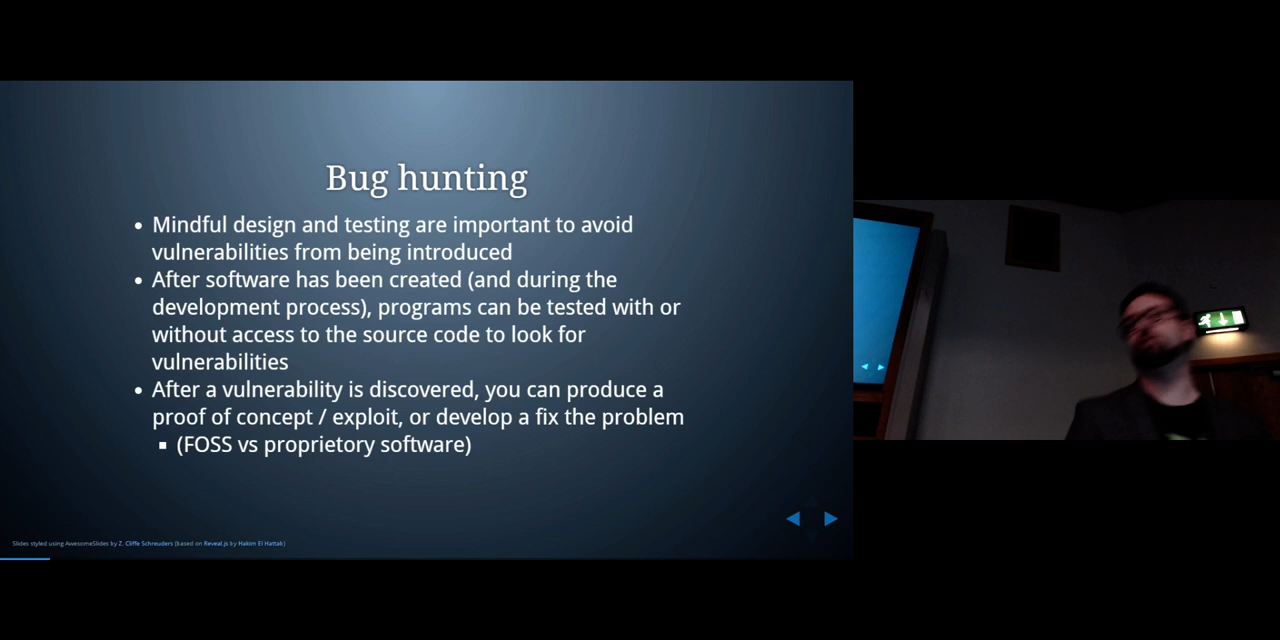 Bug hunting
Mindful design and testing are important to avoid
vulnerabilities from being introduced
After software has been created (and during the
development process), programs can be tested with or
without access to the source code to look for
vulnerabilities
After a vulnerability is discovered, you can produce a
proof of concept / exploit, or develop a fix the problem
(FOSS vs proprietory software)
Slides styled using AwesomeSlides by Z. Cliffe Schreuders (based on Reveal.js by Hakim El Hattab)